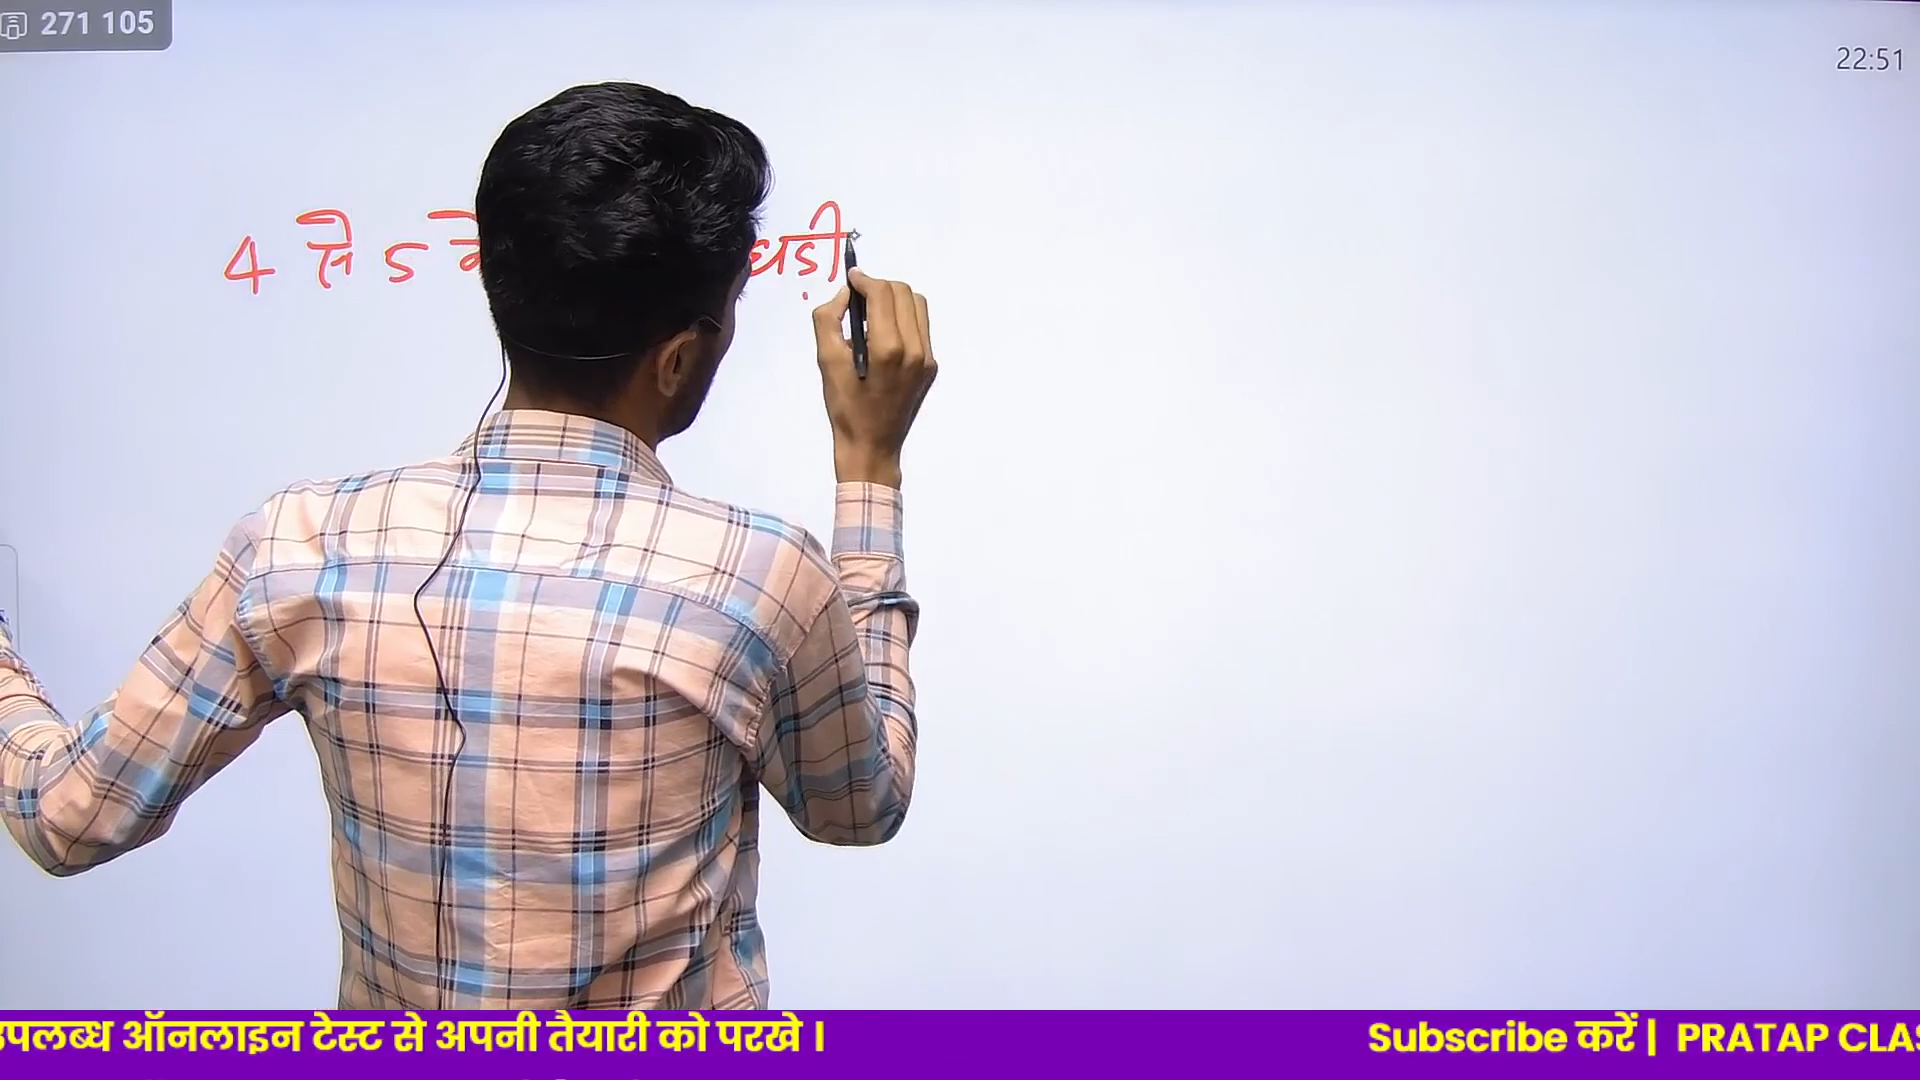 271 105
22:51
4 से 5 घड़ी
उपलब्ध ऑनलाइन टेस्ट से अपनी तैयारी को परखे । Subscribe करें | PRATAP CLAS